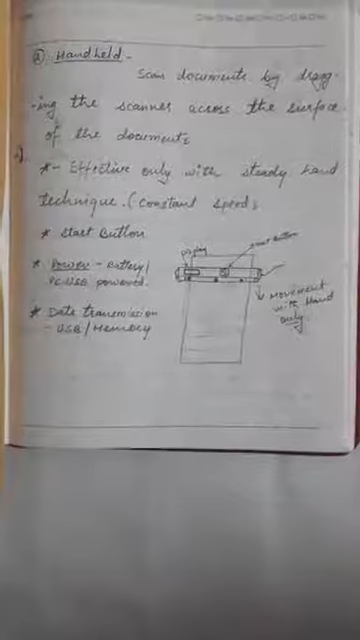 ② Handheld -
Scan documents by dragg-
-ing the scanner across the surface
of the documents
*- Effective only with steady hand
technique. (constant speed)
* Start Button
* Power - Battery/
PC USB powered.
* Data transmission
- USB/Memory
Display
Start Button
↓ Movement
with Hand
only